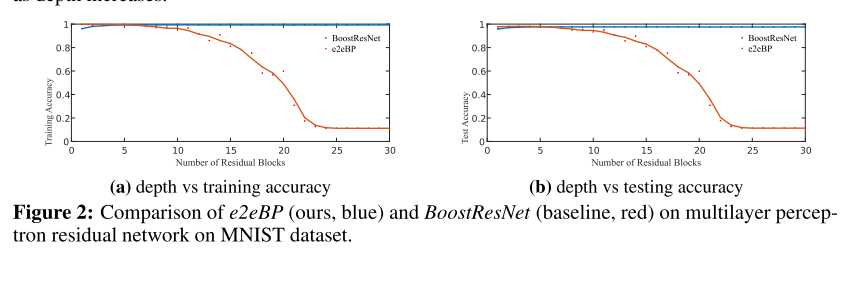 as depth increases.
1
0.8
0.6
0.4
0.2
0
Training Accuracy
BoostResNet
e2eBP
0 5 10 15 20 25 30
Number of Residual Blocks
(a) depth vs training accuracy
1
0.8
0.6
0.4
0.2
0
Test Accuracy
BoostResNet
e2eBP
0 5 10 15 20 25 30
Number of Residual Blocks
(b) depth vs testing accuracy
Figure 2: Comparison of e2eBP (ours, blue) and BoostResNet (baseline, red) on multilayer percep-
tron residual network on MNIST dataset.